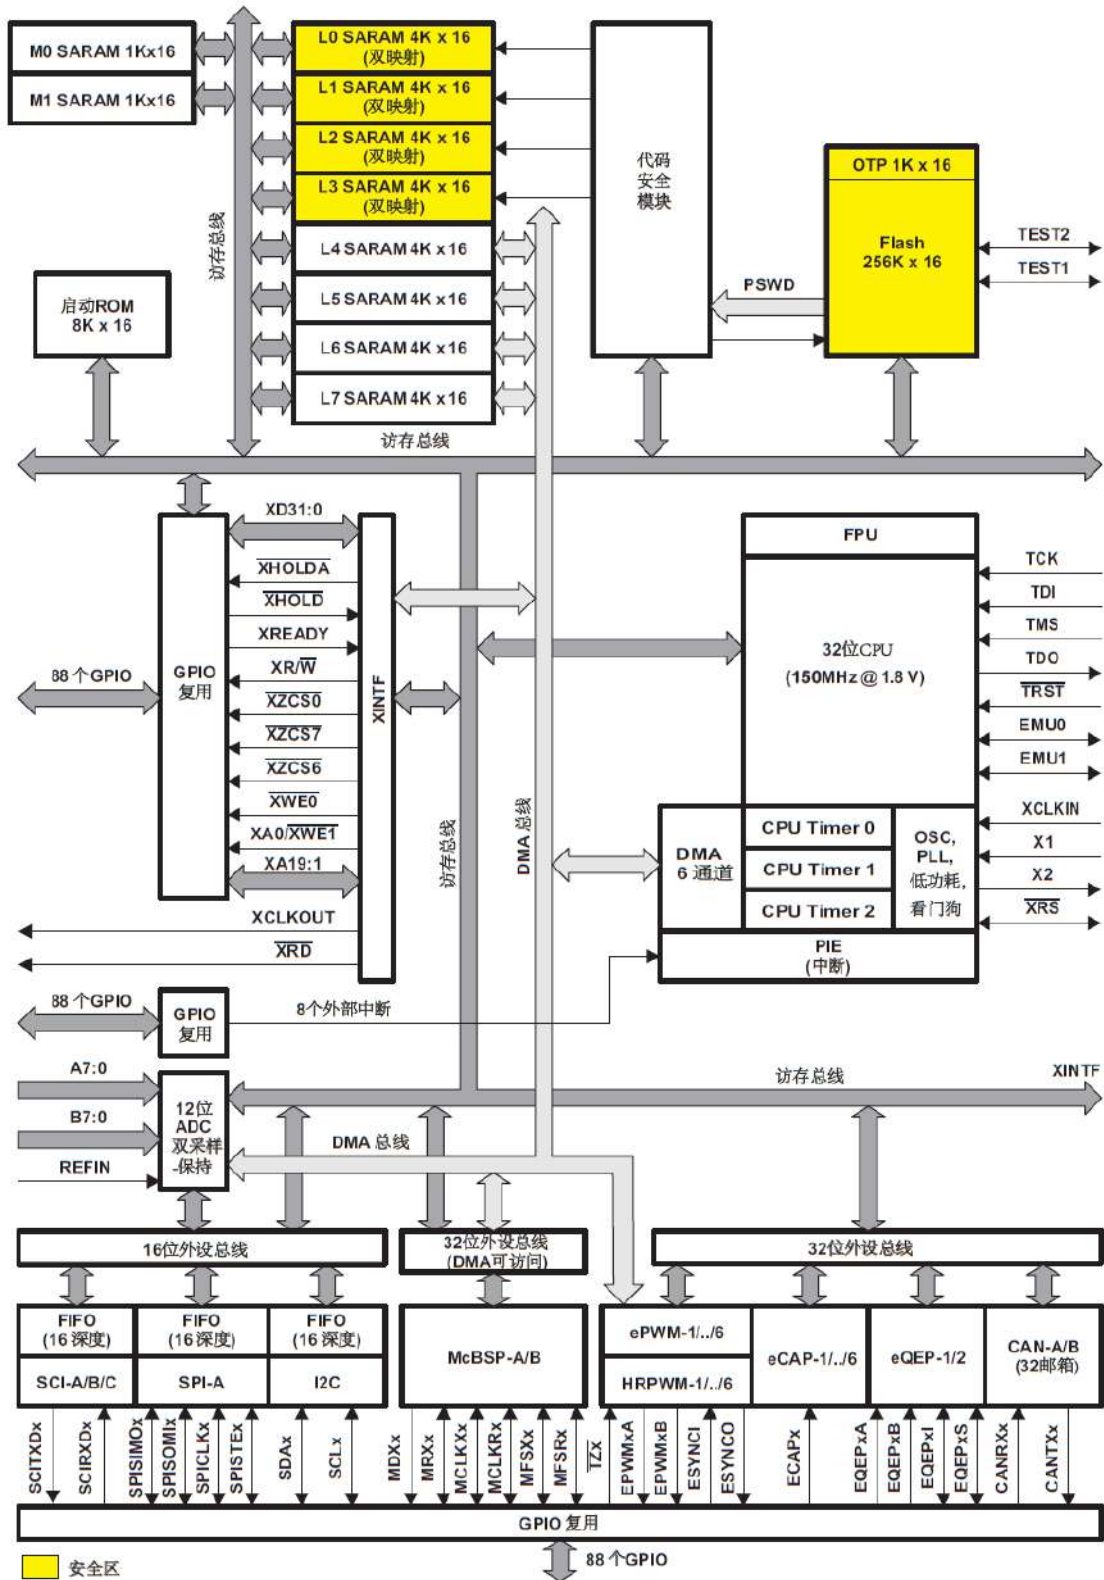 M0 SARAM 1Kx16
M1 SARAM 1Kx16
L0 SARAM 4K x 16
(双映射)
L1 SARAM 4K x 16
(双映射)
L2 SARAM 4K x 16
(双映射)
L3 SARAM 4K x 16
(双映射)
L4 SARAM 4K x 16
L5 SARAM 4K x 16
L6 SARAM 4K x 16
L7 SARAM 4K x 16
访存总线
代码
安全
模块
OTP 1K x 16
Flash
256K x 16
TEST2
TEST1
PSWD
启动ROM
8K x 16
访存总线
XD31:0
XHOLDA
XHOLD
XREADY
XR/W
XZCS0
XZCS7
XZCS6
XWE0
XA0/XWE1
XA19:1
XCLKOUT
XRD
88 个GPIO
GPIO
复用
XINTF
访存总线
DMA 总线
FPU
32位CPU
(150MHz @ 1.8 V)
TCK
TDI
TMS
TDO
TRST
EMU0
EMU1
XCLKIN
X1
X2
XRS
DMA
6 通道
CPU Timer 0
CPU Timer 1
CPU Timer 2
OSC,
PLL,
低功耗,
看门狗
PIE
(中断)
88 个GPIO
GPIO
复用
8个外部中断
A7:0
B7:0
REFIN
12位
ADC
双采样
-保持
访存总线
XINTF
DMA 总线
16位外设总线
32位外设总线
(DMA可访问)
32位外设总线
FIFO
(16 深度)
FIFO
(16 深度)
FIFO
(16 深度)
SCI-A/B/C
SPI-A
I2C
McBSP-A/B
ePWM-1/../6
HRPWM-1/../6
eCAP-1/../6
eQEP-1/2
CAN-A/B
(32邮箱)
SCITXDx
SCIRXDx
SPISIMOx
SPISOMIx
SPICLKx
SPISTEx
SDAx
SCLx
MDXx
MRXx
MCLKXx
MCLKRx
MFSXx
MFSRx
TZx
EPWMxA
EPWMxB
ESYNCI
ESYNCO
ECAPx
EQEPxA
EQEPxB
EQEPxI
EQEPxS
CANRXx
CANTXx
GPIO 复用
88 个GPIO
安全区